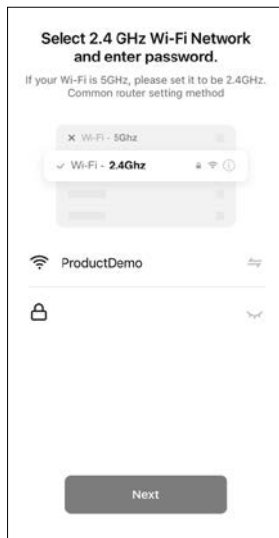 Select 2.4 GHz Wi-Fi Network
and enter password.
If your Wi-Fi is 5GHz, please set it to be 2.4GHz.
Common router setting method
Wi-Fi - 5Ghz
Wi-Fi - 2.4Ghz
ProductDemo
Next